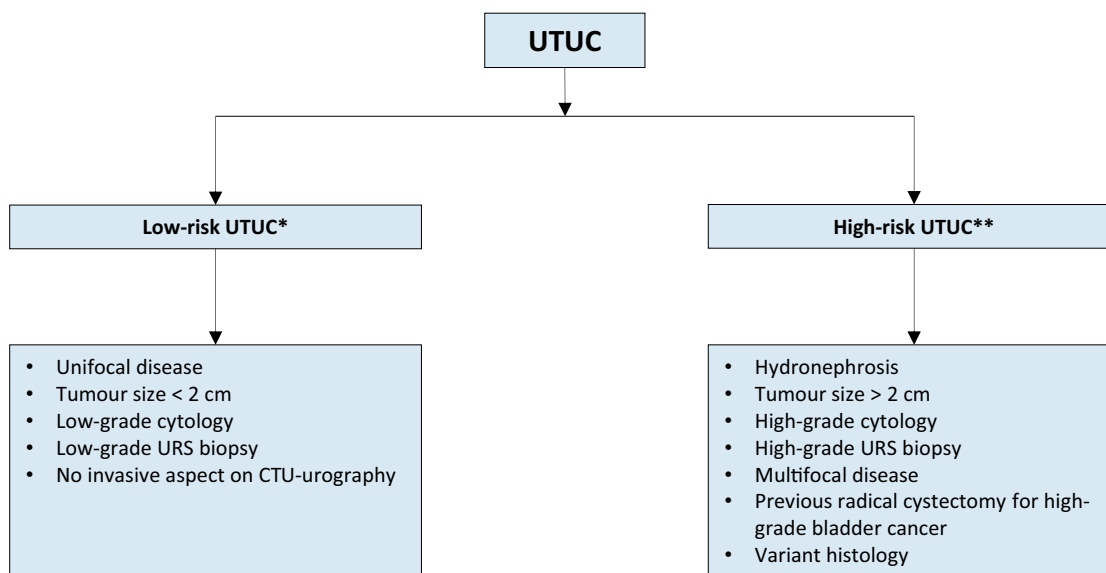 UTUC
Low-risk UTUC*
High-risk UTUC**
• Unifocal disease
• Tumour size < 2 cm
• Low-grade cytology
• Low-grade URS biopsy
• No invasive aspect on CTU-urography
• Hydronephrosis
• Tumour size > 2 cm
• High-grade cytology
• High-grade URS biopsy
• Multifocal disease
• Previous radical cystectomy for high-
grade bladder cancer
• Variant histology